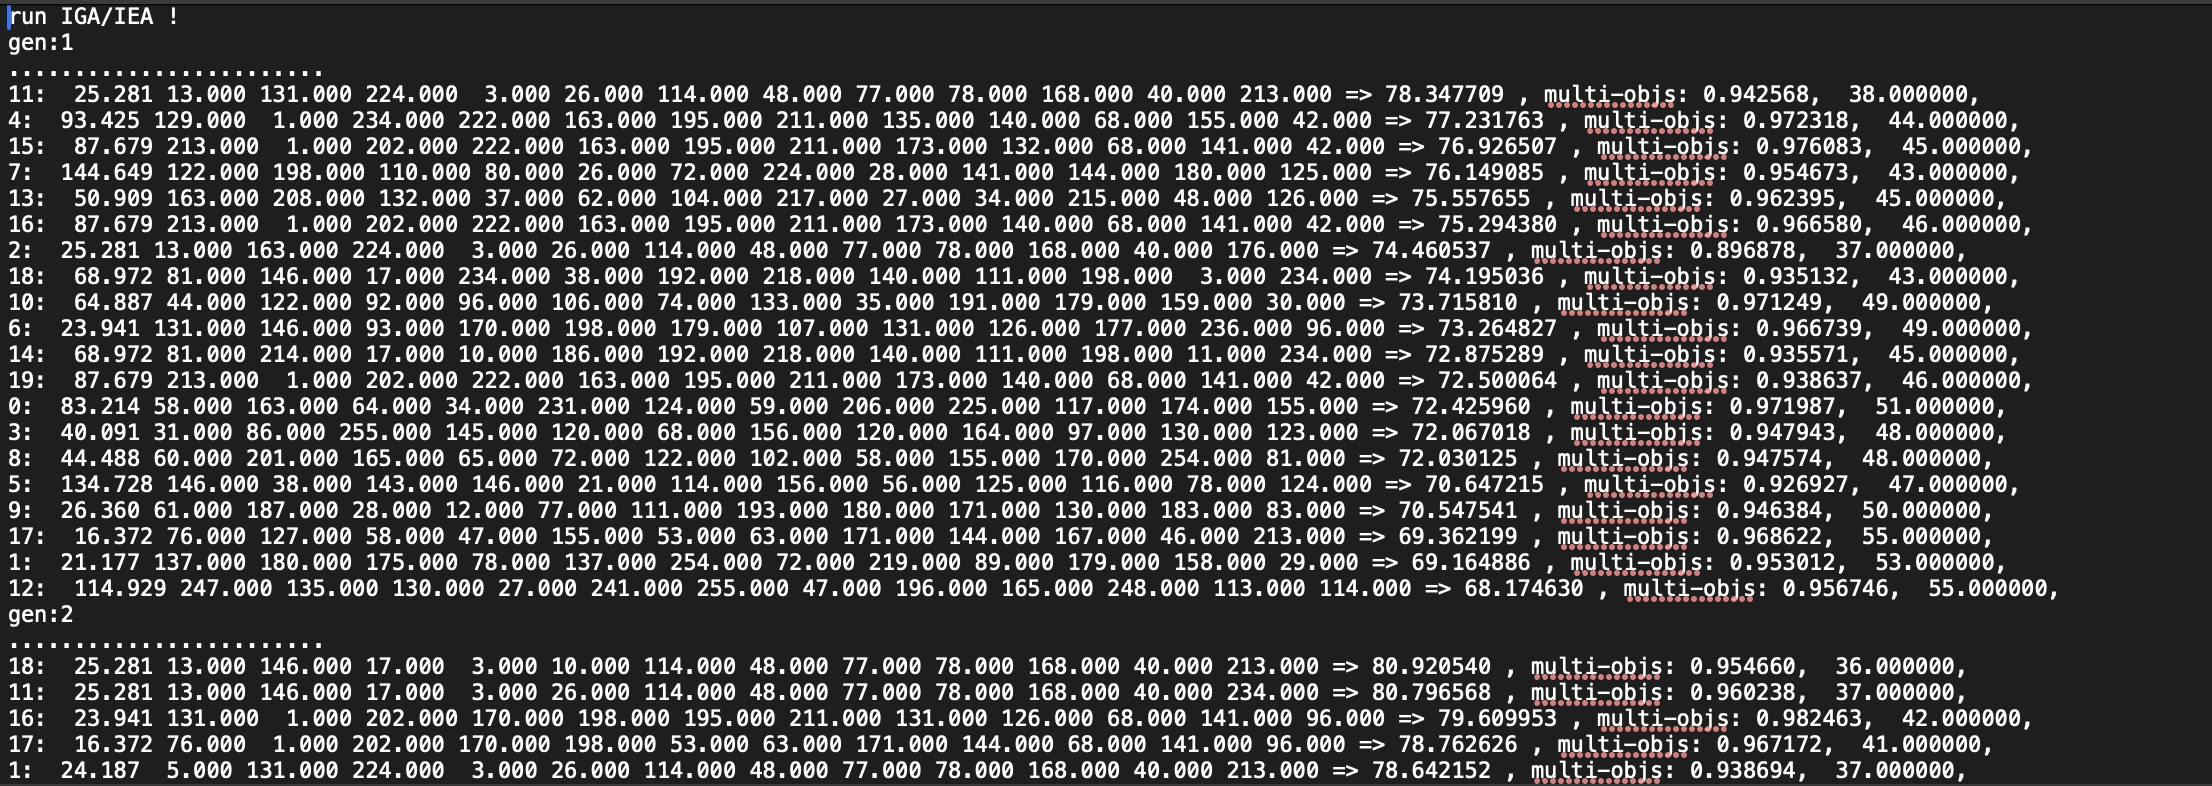 run IGA/IEA !
gen:1
........................
11:  25.281 13.000 131.000 224.000  3.000 26.000 114.000 48.000 77.000 78.000 168.000 40.000 213.000 => 78.347709 , multi-objs: 0.942568,  38.000000,
4:  93.425 129.000  1.000 234.000 222.000 163.000 195.000 211.000 135.000 140.000 68.000 155.000 42.000 => 77.231763 , multi-objs: 0.972318,  44.000000,
15:  87.679 213.000  1.000 202.000 222.000 163.000 195.000 211.000 173.000 132.000 68.000 141.000 42.000 => 76.926507 , multi-objs: 0.976083,  45.000000,
7:  144.649 122.000 198.000 110.000 80.000 26.000 72.000 224.000 28.000 141.000 144.000 180.000 125.000 => 76.149085 , multi-objs: 0.954673,  43.000000,
13:  50.909 163.000 208.000 132.000 37.000 62.000 104.000 217.000 27.000 34.000 215.000 48.000 126.000 => 75.557655 , multi-objs: 0.962395,  45.000000,
16:  87.679 213.000  1.000 202.000 222.000 163.000 195.000 211.000 173.000 140.000 68.000 141.000 42.000 => 75.294380 , multi-objs: 0.966580,  46.000000,
2:  25.281 13.000 163.000 224.000  3.000 26.000 114.000 48.000 77.000 78.000 168.000 40.000 176.000 => 74.460537 , multi-objs: 0.896878,  37.000000,
18:  68.972 81.000 146.000 17.000 234.000 38.000 192.000 218.000 140.000 111.000 198.000  3.000 234.000 => 74.195036 , multi-objs: 0.935132,  43.000000,
10:  64.887 44.000 122.000 92.000 96.000 106.000 74.000 133.000 35.000 191.000 179.000 159.000 30.000 => 73.715810 , multi-objs: 0.971249,  49.000000,
6:  23.941 131.000 146.000 93.000 170.000 198.000 179.000 107.000 131.000 126.000 177.000 236.000 96.000 => 73.264827 , multi-objs: 0.966739,  49.000000,
14:  68.972 81.000 214.000 17.000 10.000 186.000 192.000 218.000 140.000 111.000 198.000 11.000 234.000 => 72.875289 , multi-objs: 0.935571,  45.000000,
19:  87.679 213.000  1.000 202.000 222.000 163.000 195.000 211.000 173.000 140.000 68.000 141.000 42.000 => 72.500064 , multi-objs: 0.938637,  46.000000,
0:  83.214 58.000 163.000 64.000 34.000 231.000 124.000 59.000 206.000 225.000 117.000 174.000 155.000 => 72.425960 , multi-objs: 0.971987,  51.000000,
3:  40.091 31.000 86.000 255.000 145.000 120.000 68.000 156.000 120.000 164.000 97.000 130.000 123.000 => 72.067018 , multi-objs: 0.947943,  48.000000,
8:  44.488 60.000 201.000 165.000 65.000 72.000 122.000 102.000 58.000 155.000 170.000 254.000 81.000 => 72.030125 , multi-objs: 0.947574,  48.000000,
5:  134.728 146.000 38.000 143.000 146.000 21.000 114.000 156.000 56.000 125.000 116.000 78.000 124.000 => 70.647215 , multi-objs: 0.926927,  47.000000,
9:  26.360 61.000 187.000 28.000 12.000 77.000 111.000 193.000 180.000 171.000 130.000 183.000 83.000 => 70.547541 , multi-objs: 0.946384,  50.000000,
17:  16.372 76.000 127.000 58.000 47.000 155.000 53.000 63.000 171.000 144.000 167.000 46.000 213.000 => 69.362199 , multi-objs: 0.968622,  55.000000,
1:  21.177 137.000 180.000 175.000 78.000 137.000 254.000 72.000 219.000 89.000 179.000 158.000 29.000 => 69.164886 , multi-objs: 0.953012,  53.000000,
12:  114.929 247.000 135.000 130.000 27.000 241.000 255.000 47.000 196.000 165.000 248.000 113.000 114.000 => 68.174630 , multi-objs: 0.956746,  55.000000,
gen:2
........................
18:  25.281 13.000 146.000 17.000  3.000 10.000 114.000 48.000 77.000 78.000 168.000 40.000 213.000 => 80.920540 , multi-objs: 0.954660,  36.000000,
11:  25.281 13.000 146.000 17.000  3.000 26.000 114.000 48.000 77.000 78.000 168.000 40.000 234.000 => 80.796568 , multi-objs: 0.960238,  37.000000,
16:  23.941 131.000  1.000 202.000 170.000 198.000 195.000 211.000 131.000 126.000 68.000 141.000 96.000 => 79.609953 , multi-objs: 0.982463,  42.000000,
17:  16.372 76.000  1.000 202.000 170.000 198.000 53.000 63.000 171.000 144.000 68.000 141.000 96.000 => 78.762626 , multi-objs: 0.967172,  41.000000,
1:  24.187  5.000 131.000 224.000  3.000 26.000 114.000 48.000 77.000 78.000 168.000 40.000 213.000 => 78.642152 , multi-objs: 0.938694,  37.000000,